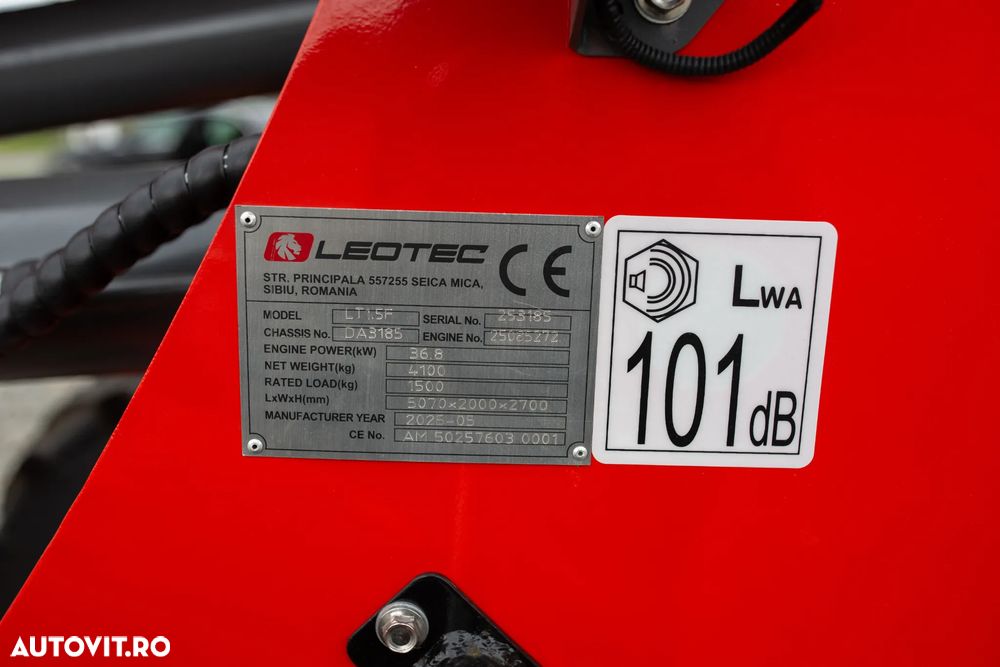 LEOTEC
CE
STR. PRINCIPALA 557255 SEICA MICA,
SIBIU, ROMANIA
MODEL LT1.5F SERIAL No. 253185
CHASSIS No. DA3185 ENGINE No. 25085272
ENGINE POWER(kW) 36.8
NET WEIGHT(kg) 4100
RATED LOAD(kg) 1500
LxWxH(mm) 5070×2000×2700
MANUFACTURER YEAR 2025-05
CE No. AM 50257603 0001
LWA
101dB
AUTOVIT.RO